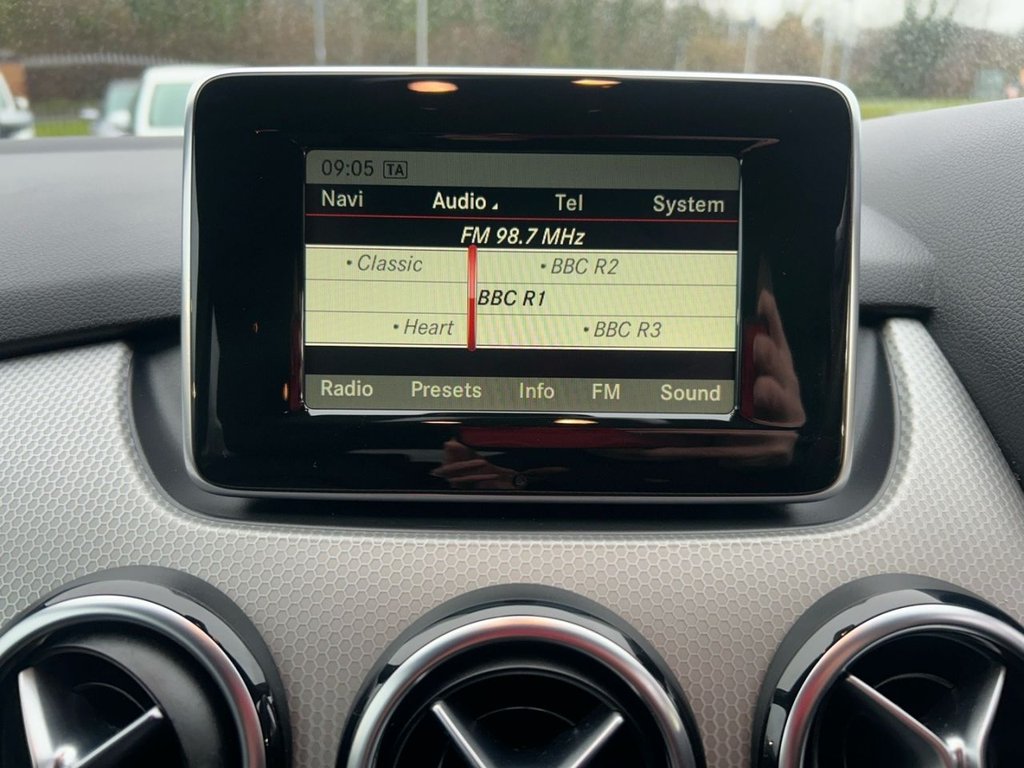 09:05 TA
Navi Audio Tel System
FM 98.7 MHz
• Classic • BBC R2
BBC R1
• Heart • BBC R3
Radio Presets Info FM Sound